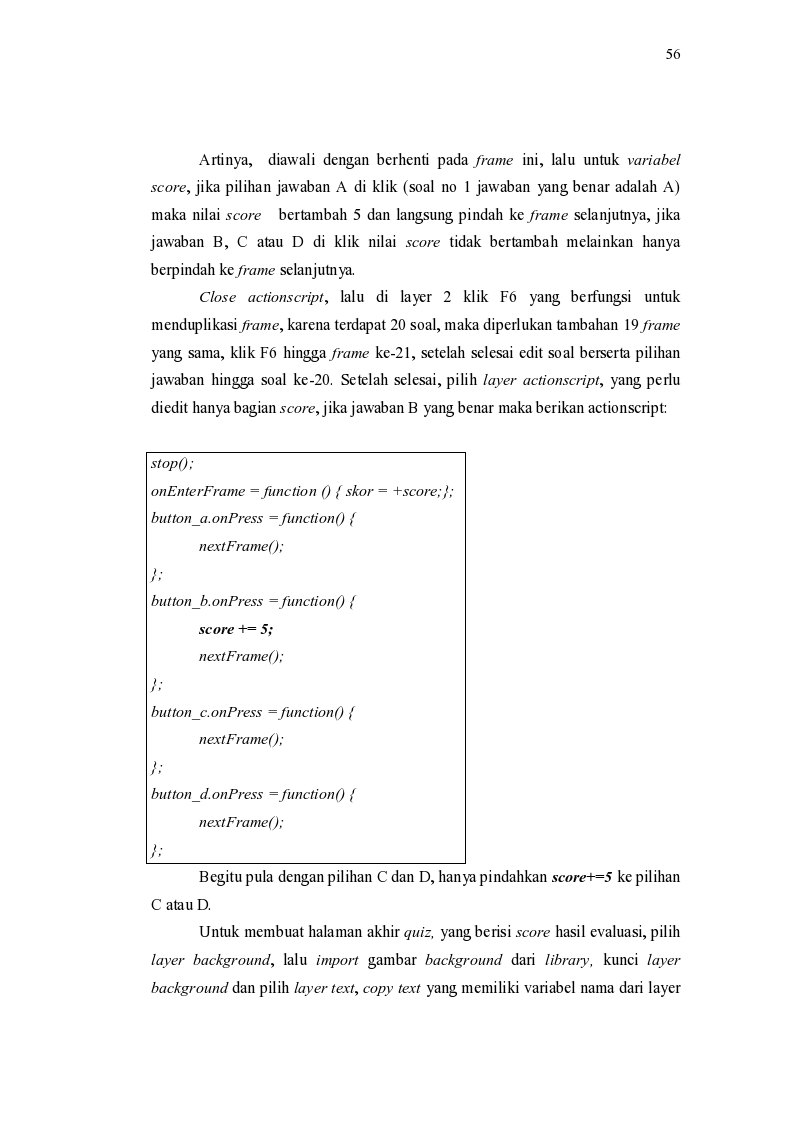 56
Artinya, diawali dengan berhenti pada frame ini, lalu untuk variabel
score, jika pilihan jawaban A di klik (soal no 1 jawaban yang benar adalah A)
maka nilai score bertambah 5 dan langsung pindah ke frame selanjutnya, jika
jawaban B, C atau D di klik nilai score tidak bertambah melainkan hanya
berpindah ke frame selanjutnya.
Close actionscript, lalu di layer 2 klik F6 yang berfungsi untuk
menduplikasi frame, karena terdapat 20 soal, maka diperlukan tambahan 19 frame
yang sama, klik F6 hingga frame ke-21, setelah selesai edit soal berserta pilihan
jawaban hingga soal ke-20. Setelah selesai, pilih layer actionscript, yang perlu
diedit hanya bagian score, jika jawaban B yang benar maka berikan actionscript:
stop();
onEnterFrame = function () { skor = +score;};
button_a.onPress = function() {
nextFrame();
};
button_b.onPress = function() {
score += 5;
nextFrame();
};
button_c.onPress = function() {
nextFrame();
};
button_d.onPress = function() {
nextFrame();
};
Begitu pula dengan pilihan C dan D, hanya pindahkan score+=5 ke pilihan
C atau D.
Untuk membuat halaman akhir quiz, yang berisi score hasil evaluasi, pilih
layer background, lalu import gambar background dari library, kunci layer
background dan pilih layer text, copy text yang memiliki variabel nama dari layer